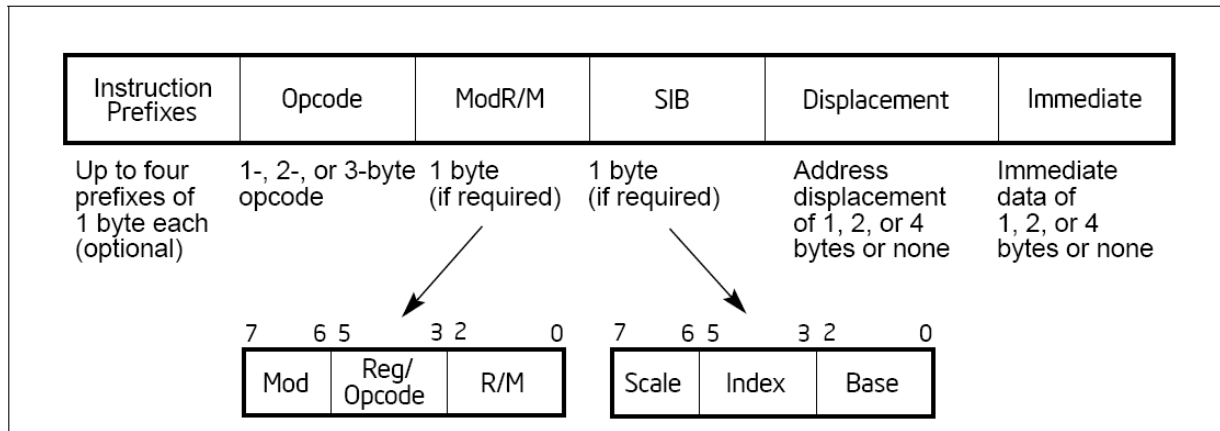 Instruction
Prefixes
Opcode
ModR/M
SIB
Displacement
Immediate
Up to four
prefixes of
1 byte each
(optional)
1-, 2-, or 3-byte
opcode
1 byte
(if required)
1 byte
(if required)
Address
displacement
of 1, 2, or 4
bytes or none
Immediate
data of
1, 2, or 4
bytes or none
7 6 5 3 2 0
Mod
Reg/
Opcode
R/M
7 6 5 3 2 0
Scale
Index
Base